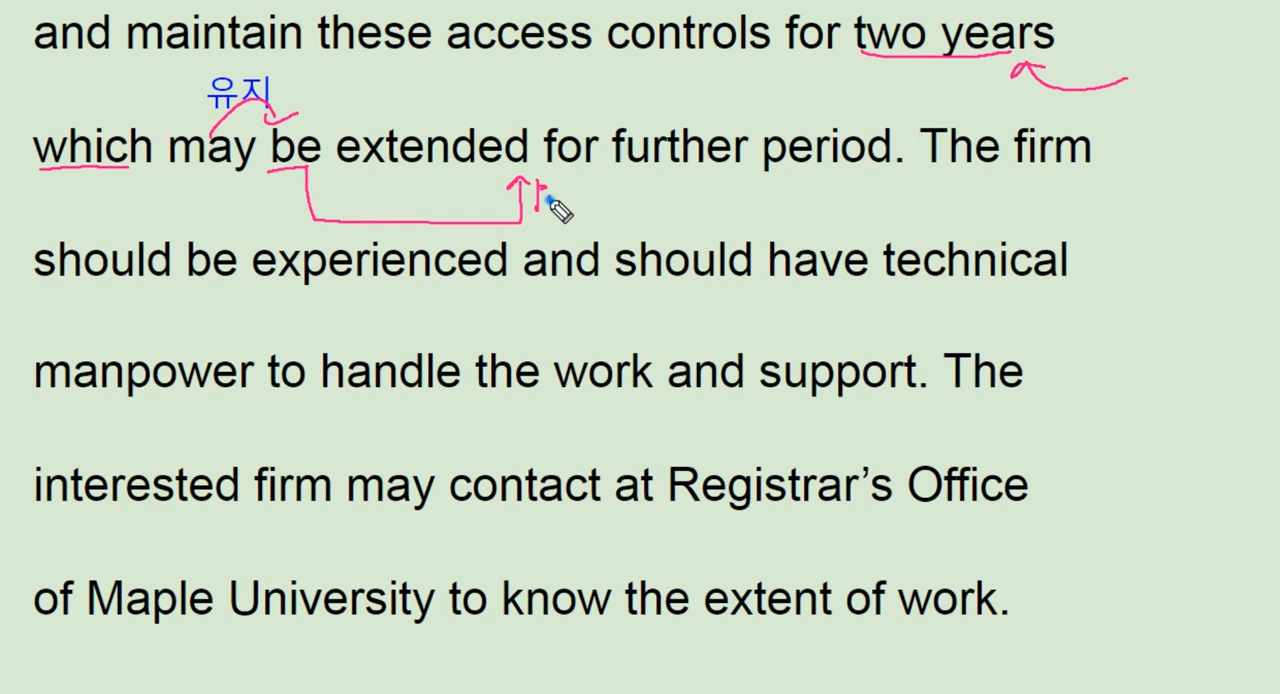 and maintain these access controls for two years
유지
which may be extended for further period. The firm
should be experienced and should have technical
manpower to handle the work and support. The
interested firm may contact at Registrar’s Office
of Maple University to know the extent of work.